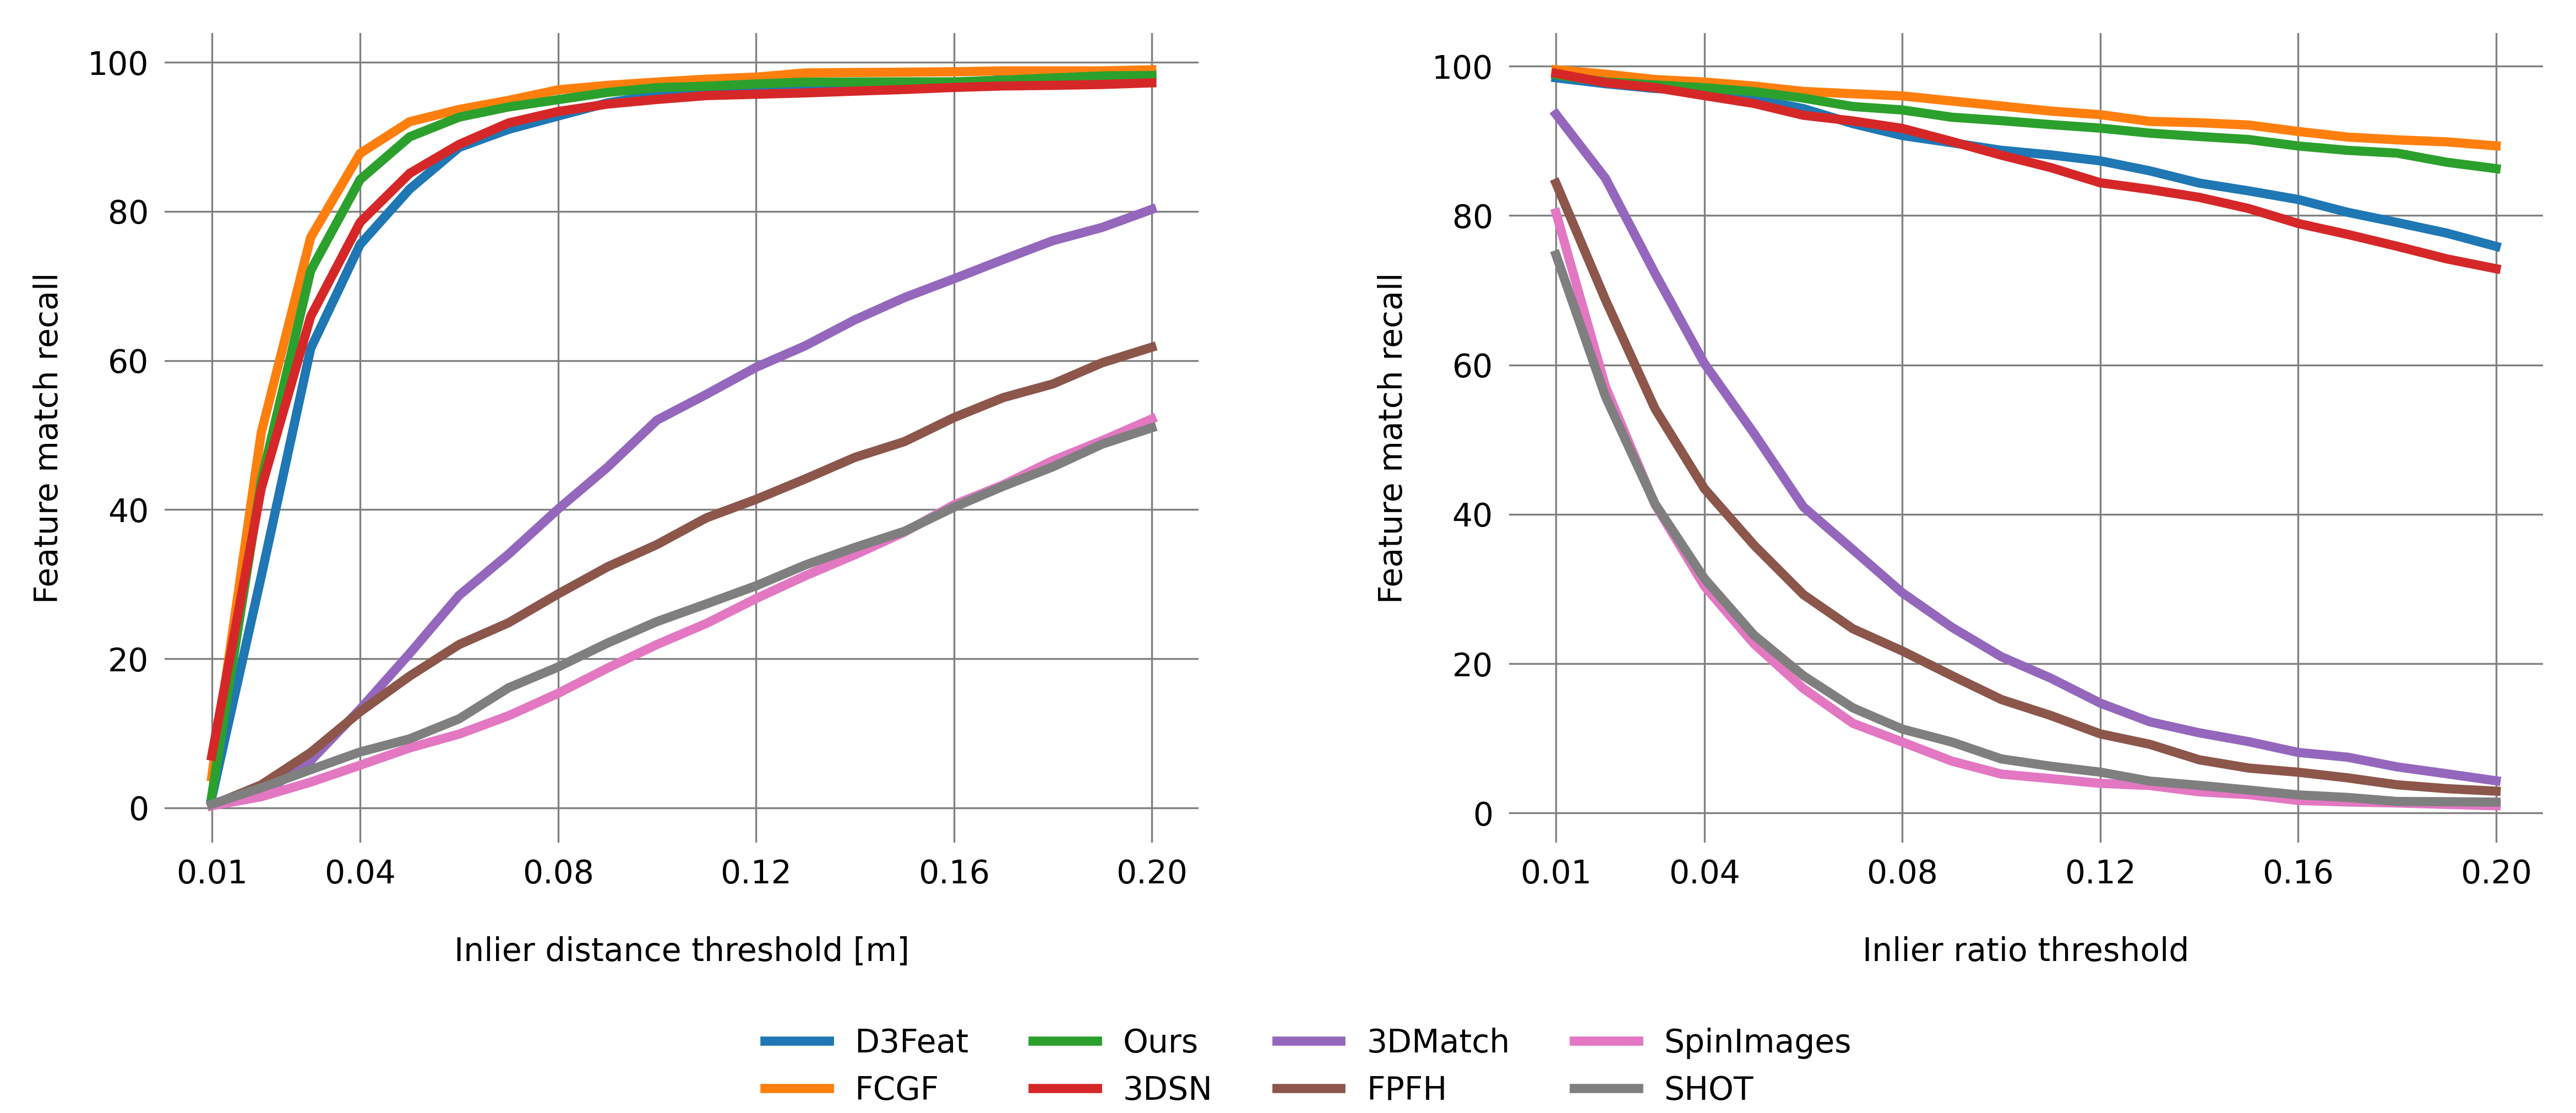 Feature match recall
100
80
60
40
20
0
0.01 0.04 0.08 0.12 0.16 0.20
Inlier distance threshold [m]
Feature match recall
100
80
60
40
20
0
0.01 0.04 0.08 0.12 0.16 0.20
Inlier ratio threshold
D3Feat Ours 3DMatch SpinImages
FCGF 3DSN FPFH SHOT